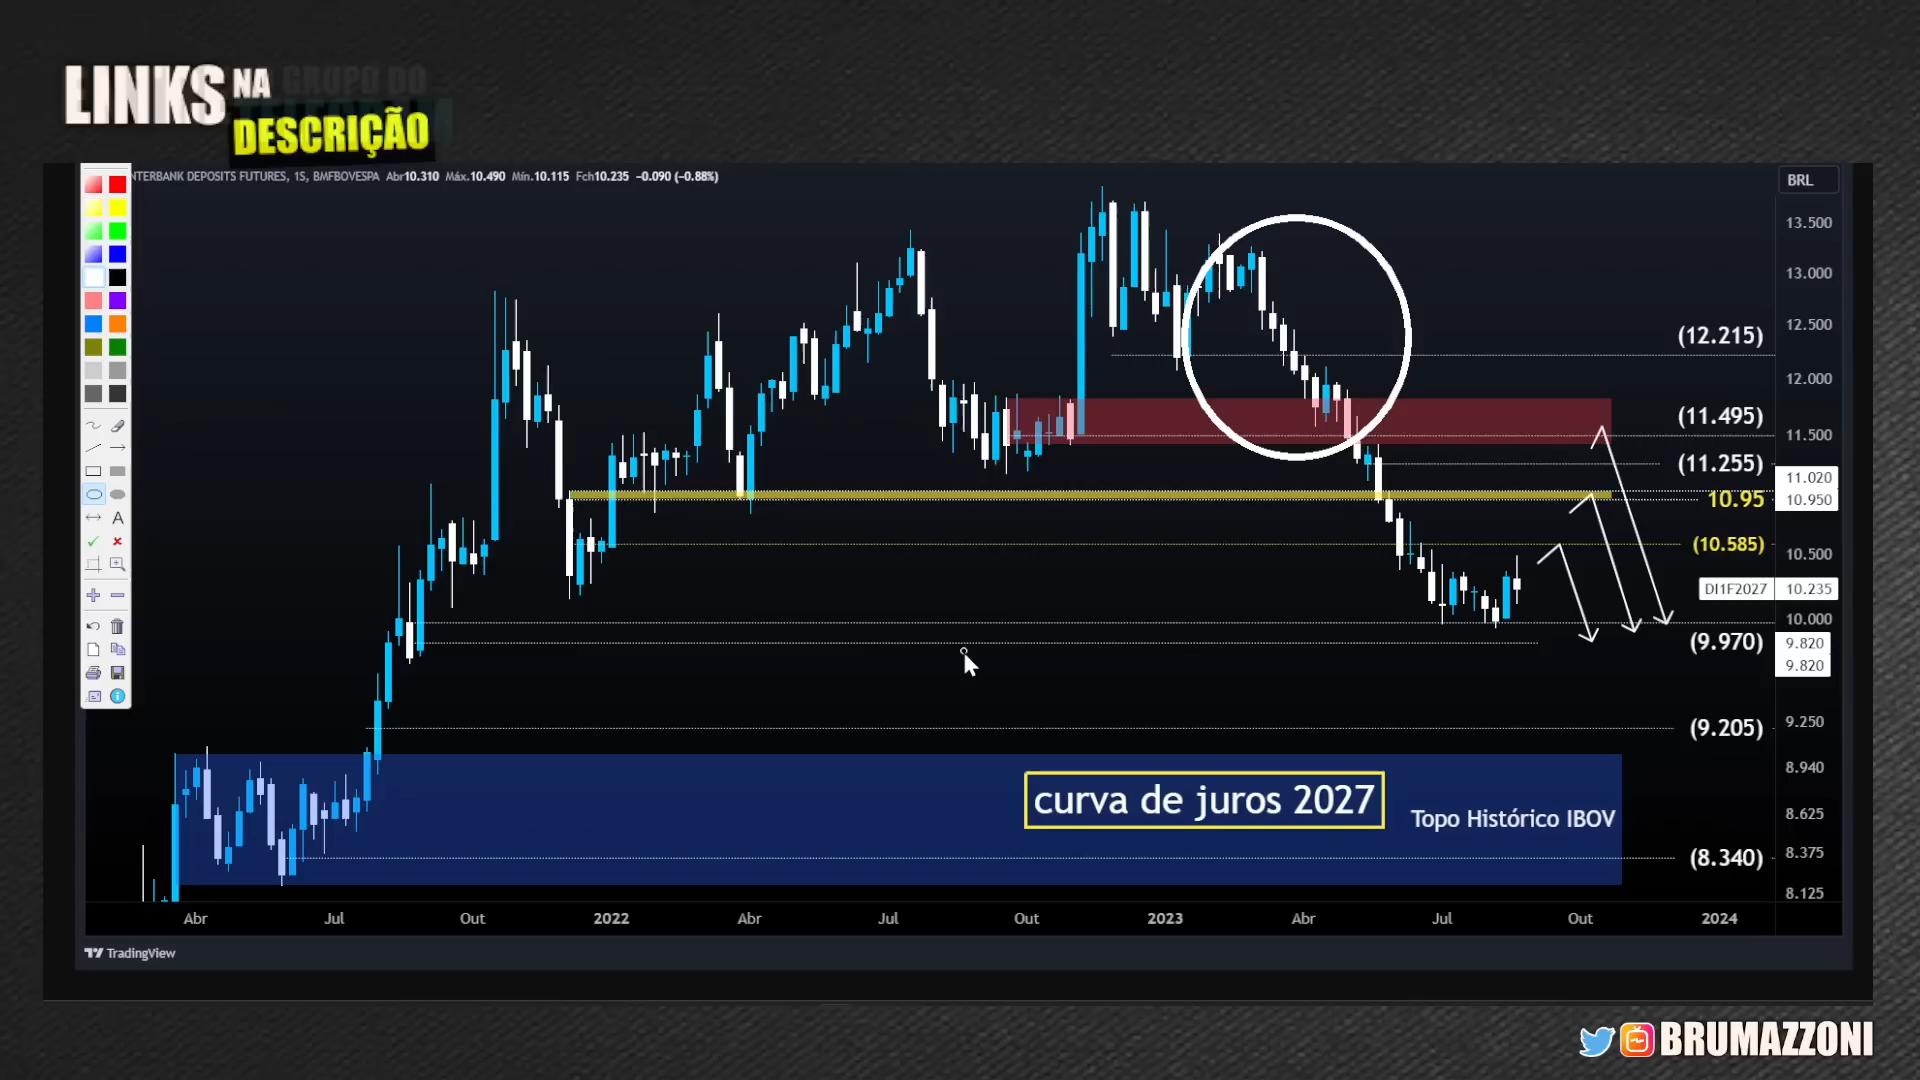 LINKS NA
GRUPO DO
DESCRIÇÃO
NTERBANK DEPOSITS FUTURES, 1S, BMFBOVESPA Abr10.310 Máx.10.490 Mín.10.115 Fch10.235 -0.090 (-0.88%)
BRL
13.500
13.000
12.500
(12.215)
12.000
(11.495)
11.500
(11.255)
11.020
10.95
10.950
(10.585)
10.500
DI1F2027 10.235
10.000
(9.970)
9.820
9.820
(9.205)
9.250
8.940
curva de juros 2027
Topo Histórico IBOV
8.625
(8.340)
8.375
8.125
Abr Jul Out 2022 Abr Jul Out 2023 Abr Jul Out 2024
TradingView
A
BRUMAZZONI